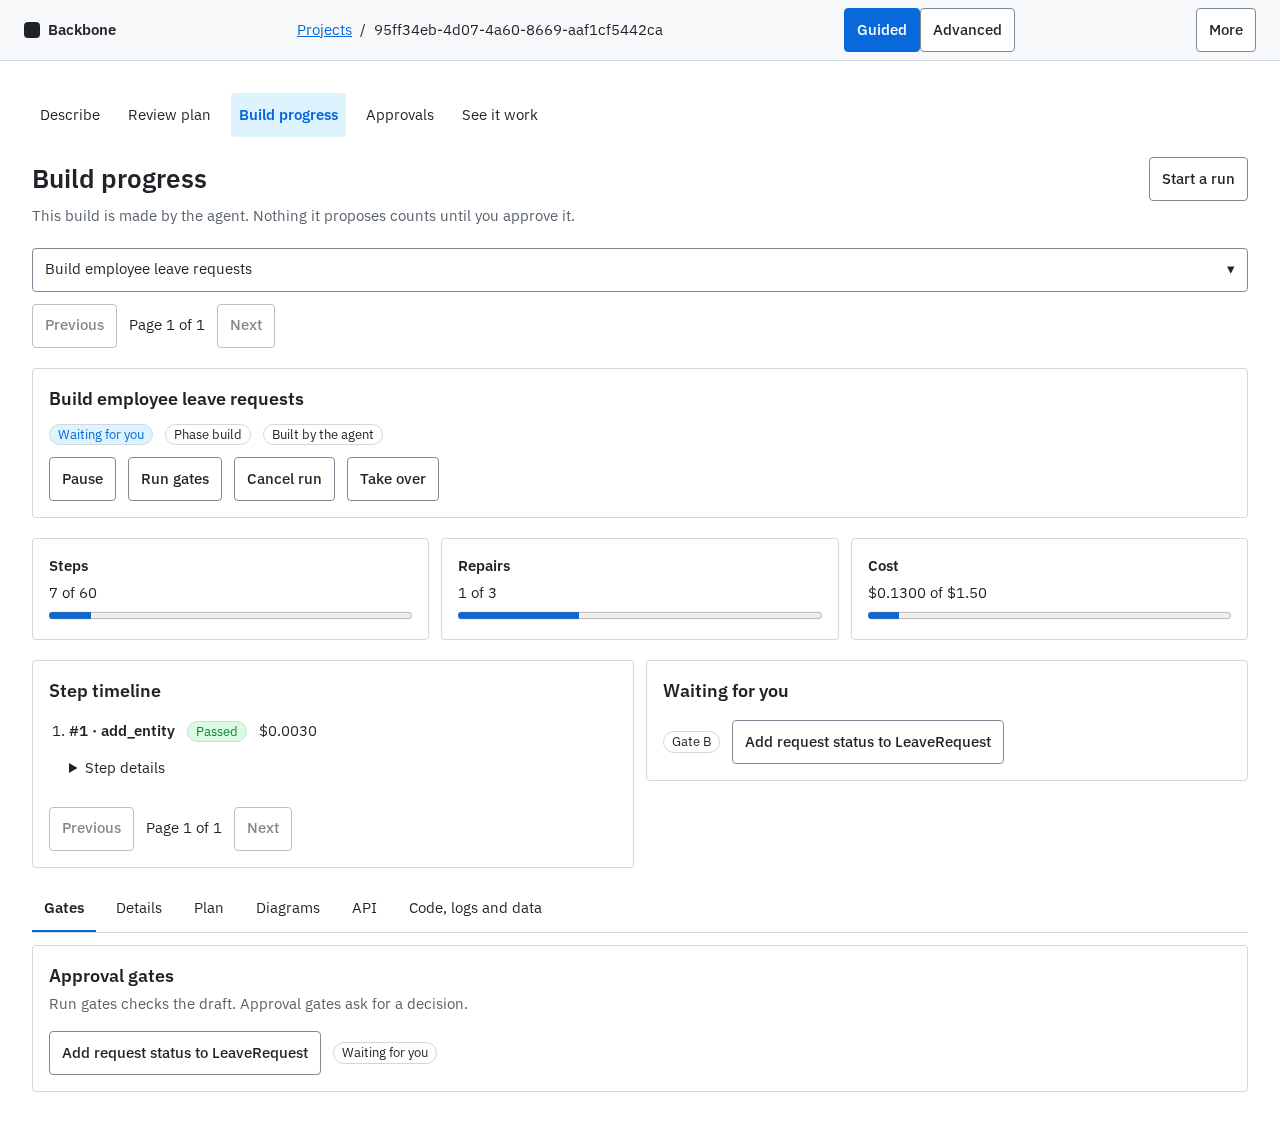 Backbone
Projects / 95ff34eb-4d07-4a60-8669-aaf1cf5442ca
Guided Advanced
More
Describe Review plan Build progress Approvals See it work
Build progress
Start a run
This build is made by the agent. Nothing it proposes counts until you approve it.
Build employee leave requests ▼
Previous Page 1 of 1 Next
Build employee leave requests
Waiting for you Phase build Built by the agent
Pause Run gates Cancel run Take over
Steps
7 of 60
Repairs
1 of 3
Cost
$0.1300 of $1.50
Step timeline
1. #1 · add_entity Passed $0.0030
▶ Step details
Previous Page 1 of 1 Next
Waiting for you
Gate B Add request status to LeaveRequest
Gates Details Plan Diagrams API Code, logs and data
Approval gates
Run gates checks the draft. Approval gates ask for a decision.
Add request status to LeaveRequest Waiting for you